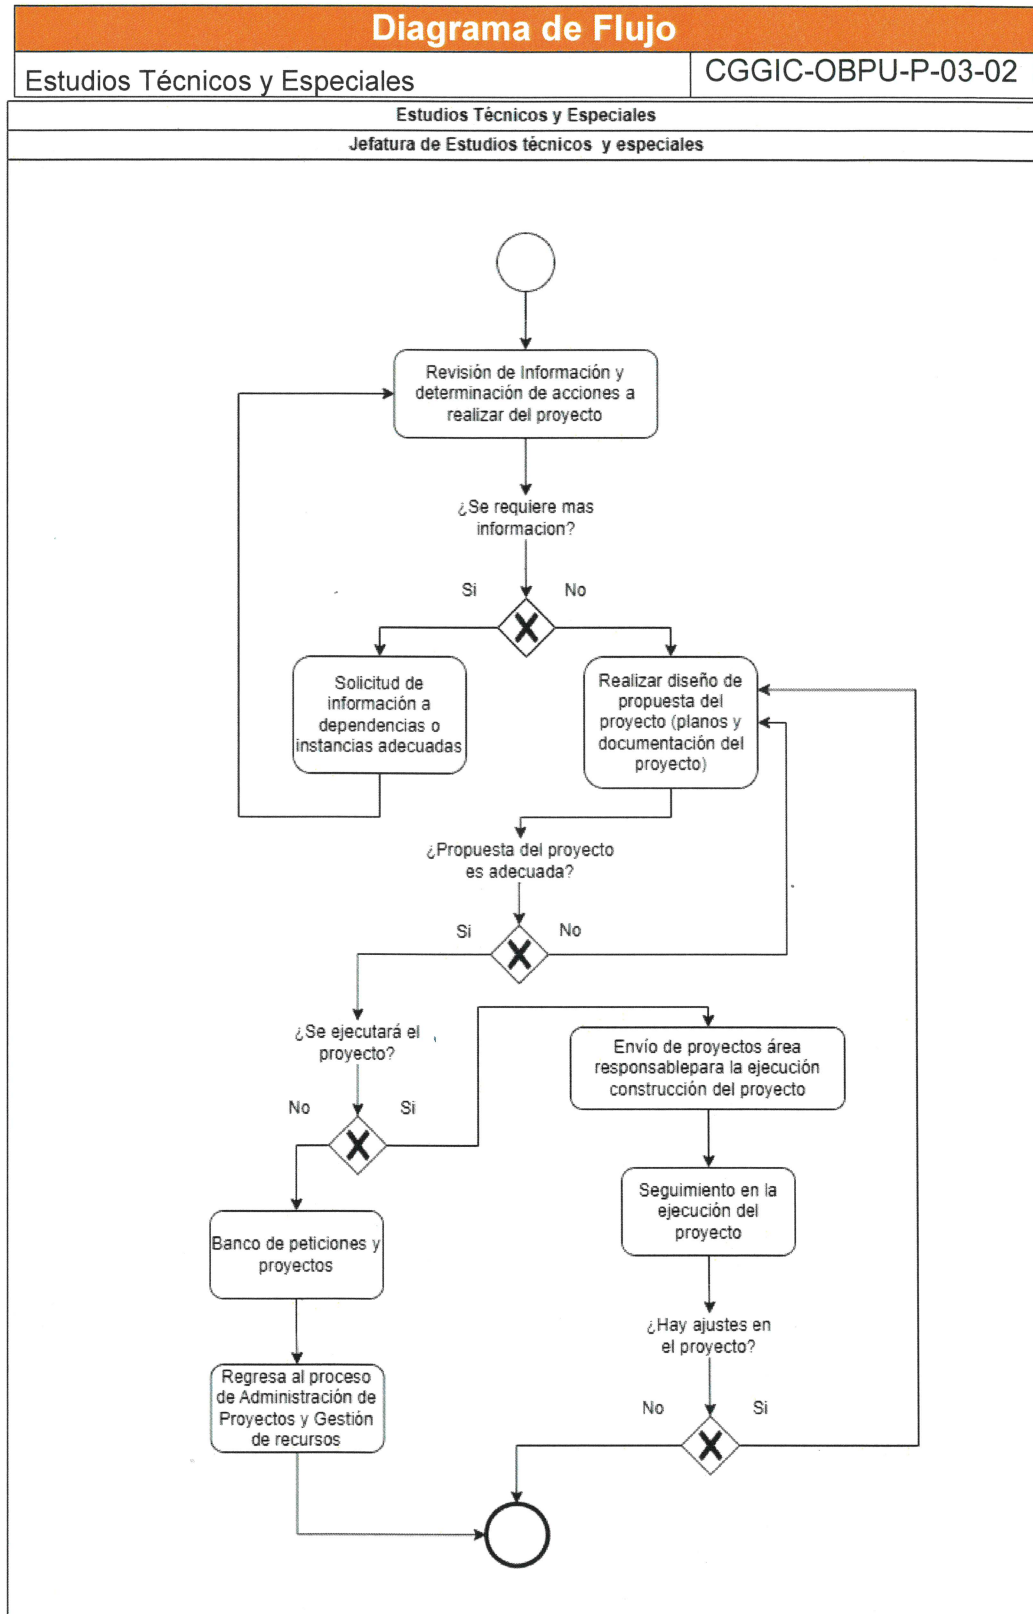 Diagrama de Flujo
Estudios Técnicos y Especiales
CGGIC-OBPU-P-03-02
Estudios Técnicos y Especiales
Jefatura de Estudios técnicos y especiales
Revisión de Información y
determinación de acciones a
realizar del proyecto
¿Se requiere mas
informacion?
Si
No
Solicitud de
información a
dependencias o
instancias adecuadas
Realizar diseño de
propuesta del
proyecto (planos y
documentación del
proyecto)
¿Propuesta del proyecto
es adecuada?
Si
No
¿Se ejecutará el
proyecto?
No
Si
Envío de proyectos área
responsablepara la ejecución
construcción del proyecto
Seguimiento en la
ejecución del
proyecto
Banco de peticiones y
proyectos
¿Hay ajustes en
el proyecto?
Regresa al proceso
de Administración de
Proyectos y Gestión
de recursos
No
Si